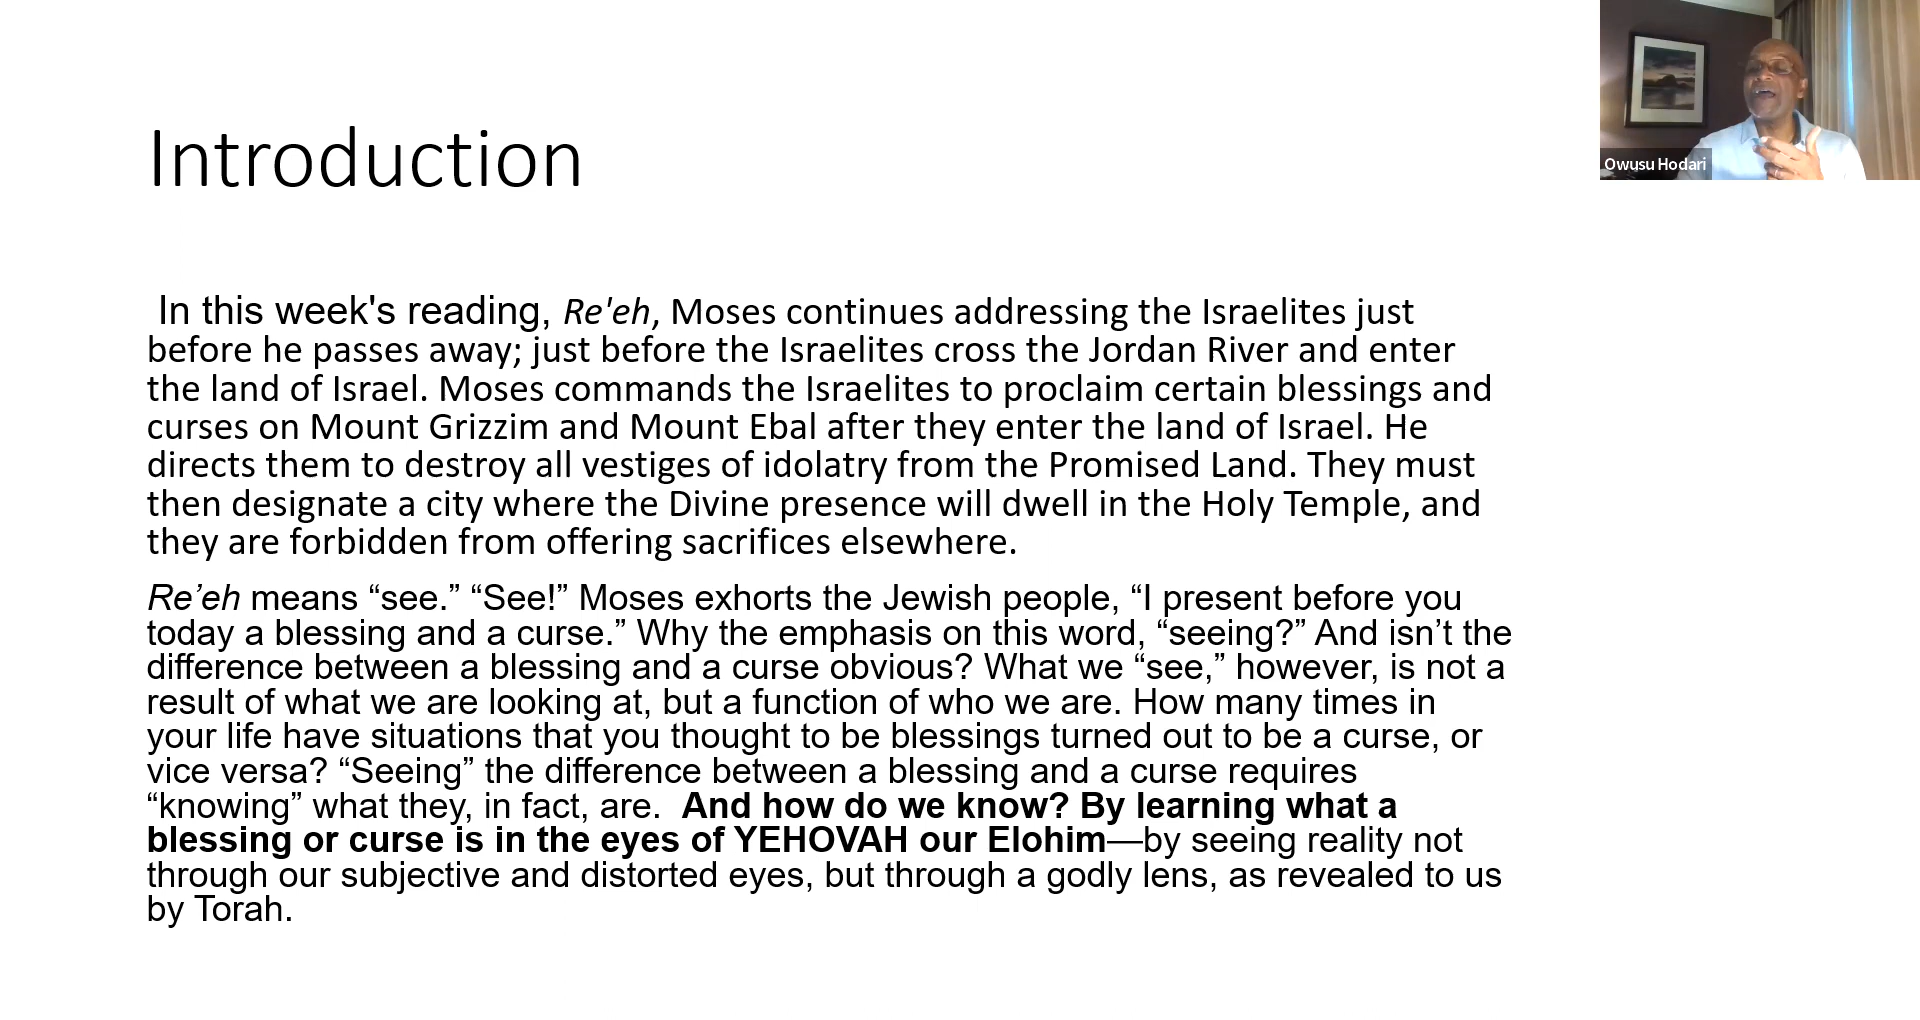 Introduction
In this week's reading, Re'eh, Moses continues addressing the Israelites just
before he passes away; just before the Israelites cross the Jordan River and enter
the land of Israel. Moses commands the Israelites to proclaim certain blessings and
curses on Mount Grizzim and Mount Ebal after they enter the land of Israel. He
directs them to destroy all vestiges of idolatry from the Promised Land. They must
then designate a city where the Divine presence will dwell in the Holy Temple, and
they are forbidden from offering sacrifices elsewhere.
Re’eh means “see.” “See!” Moses exhorts the Jewish people, “I present before you
today a blessing and a curse.” Why the emphasis on this word, “seeing?” And isn’t the
difference between a blessing and a curse obvious? What we “see,” however, is not a
result of what we are looking at, but a function of who we are. How many times in
your life have situations that you thought to be blessings turned out to be a curse, or
vice versa? “Seeing” the difference between a blessing and a curse requires
“knowing” what they, in fact, are.  And how do we know? By learning what a
blessing or curse is in the eyes of YEHOVAH our Elohim—by seeing reality not
through our subjective and distorted eyes, but through a godly lens, as revealed to us
by Torah.
Owusu Hodari